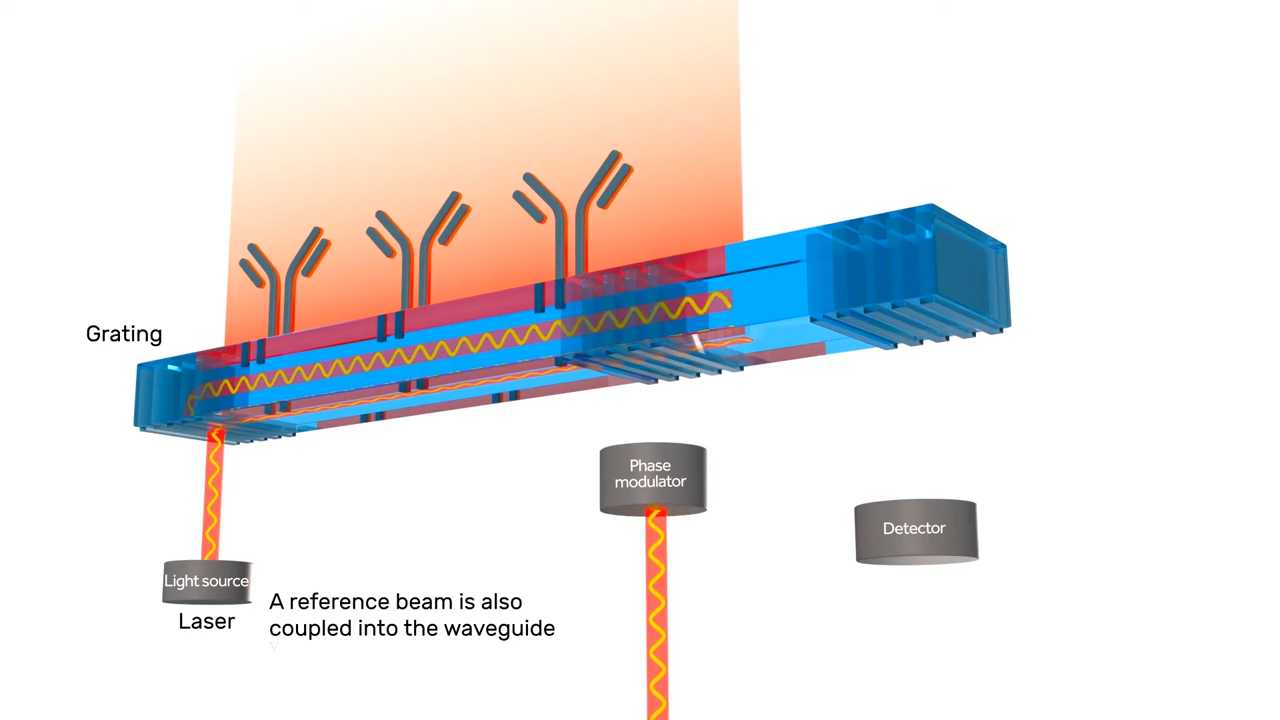 Grating
Phase
modulator
Detector
Light source
Laser
A reference beam is also
coupled into the waveguide